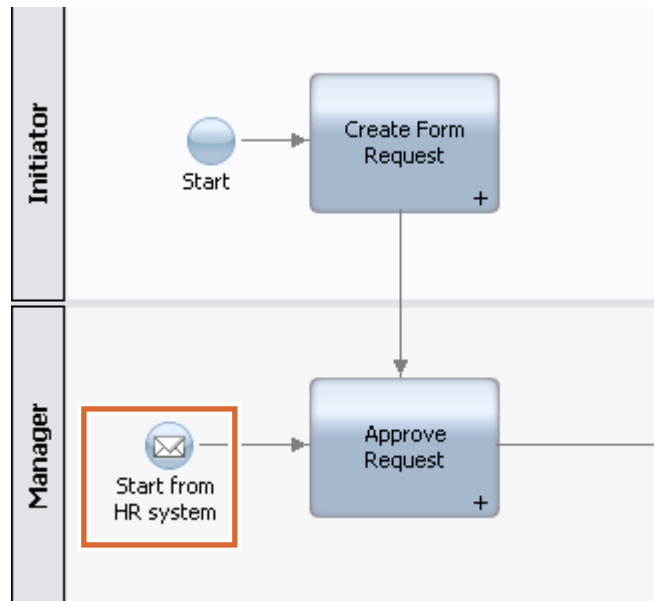 Initiator
Start
Create Form
Request
+
Manager
Start from
HR system
Approve
Request
+